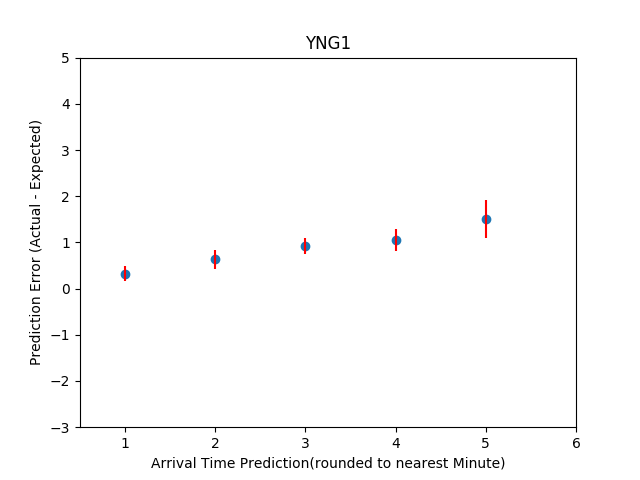 YNG1
Prediction Error (Actual - Expected)
5
4
3
2
1
0
−1
−2
−3
1 2 3 4 5 6
Arrival Time Prediction(rounded to nearest Minute)